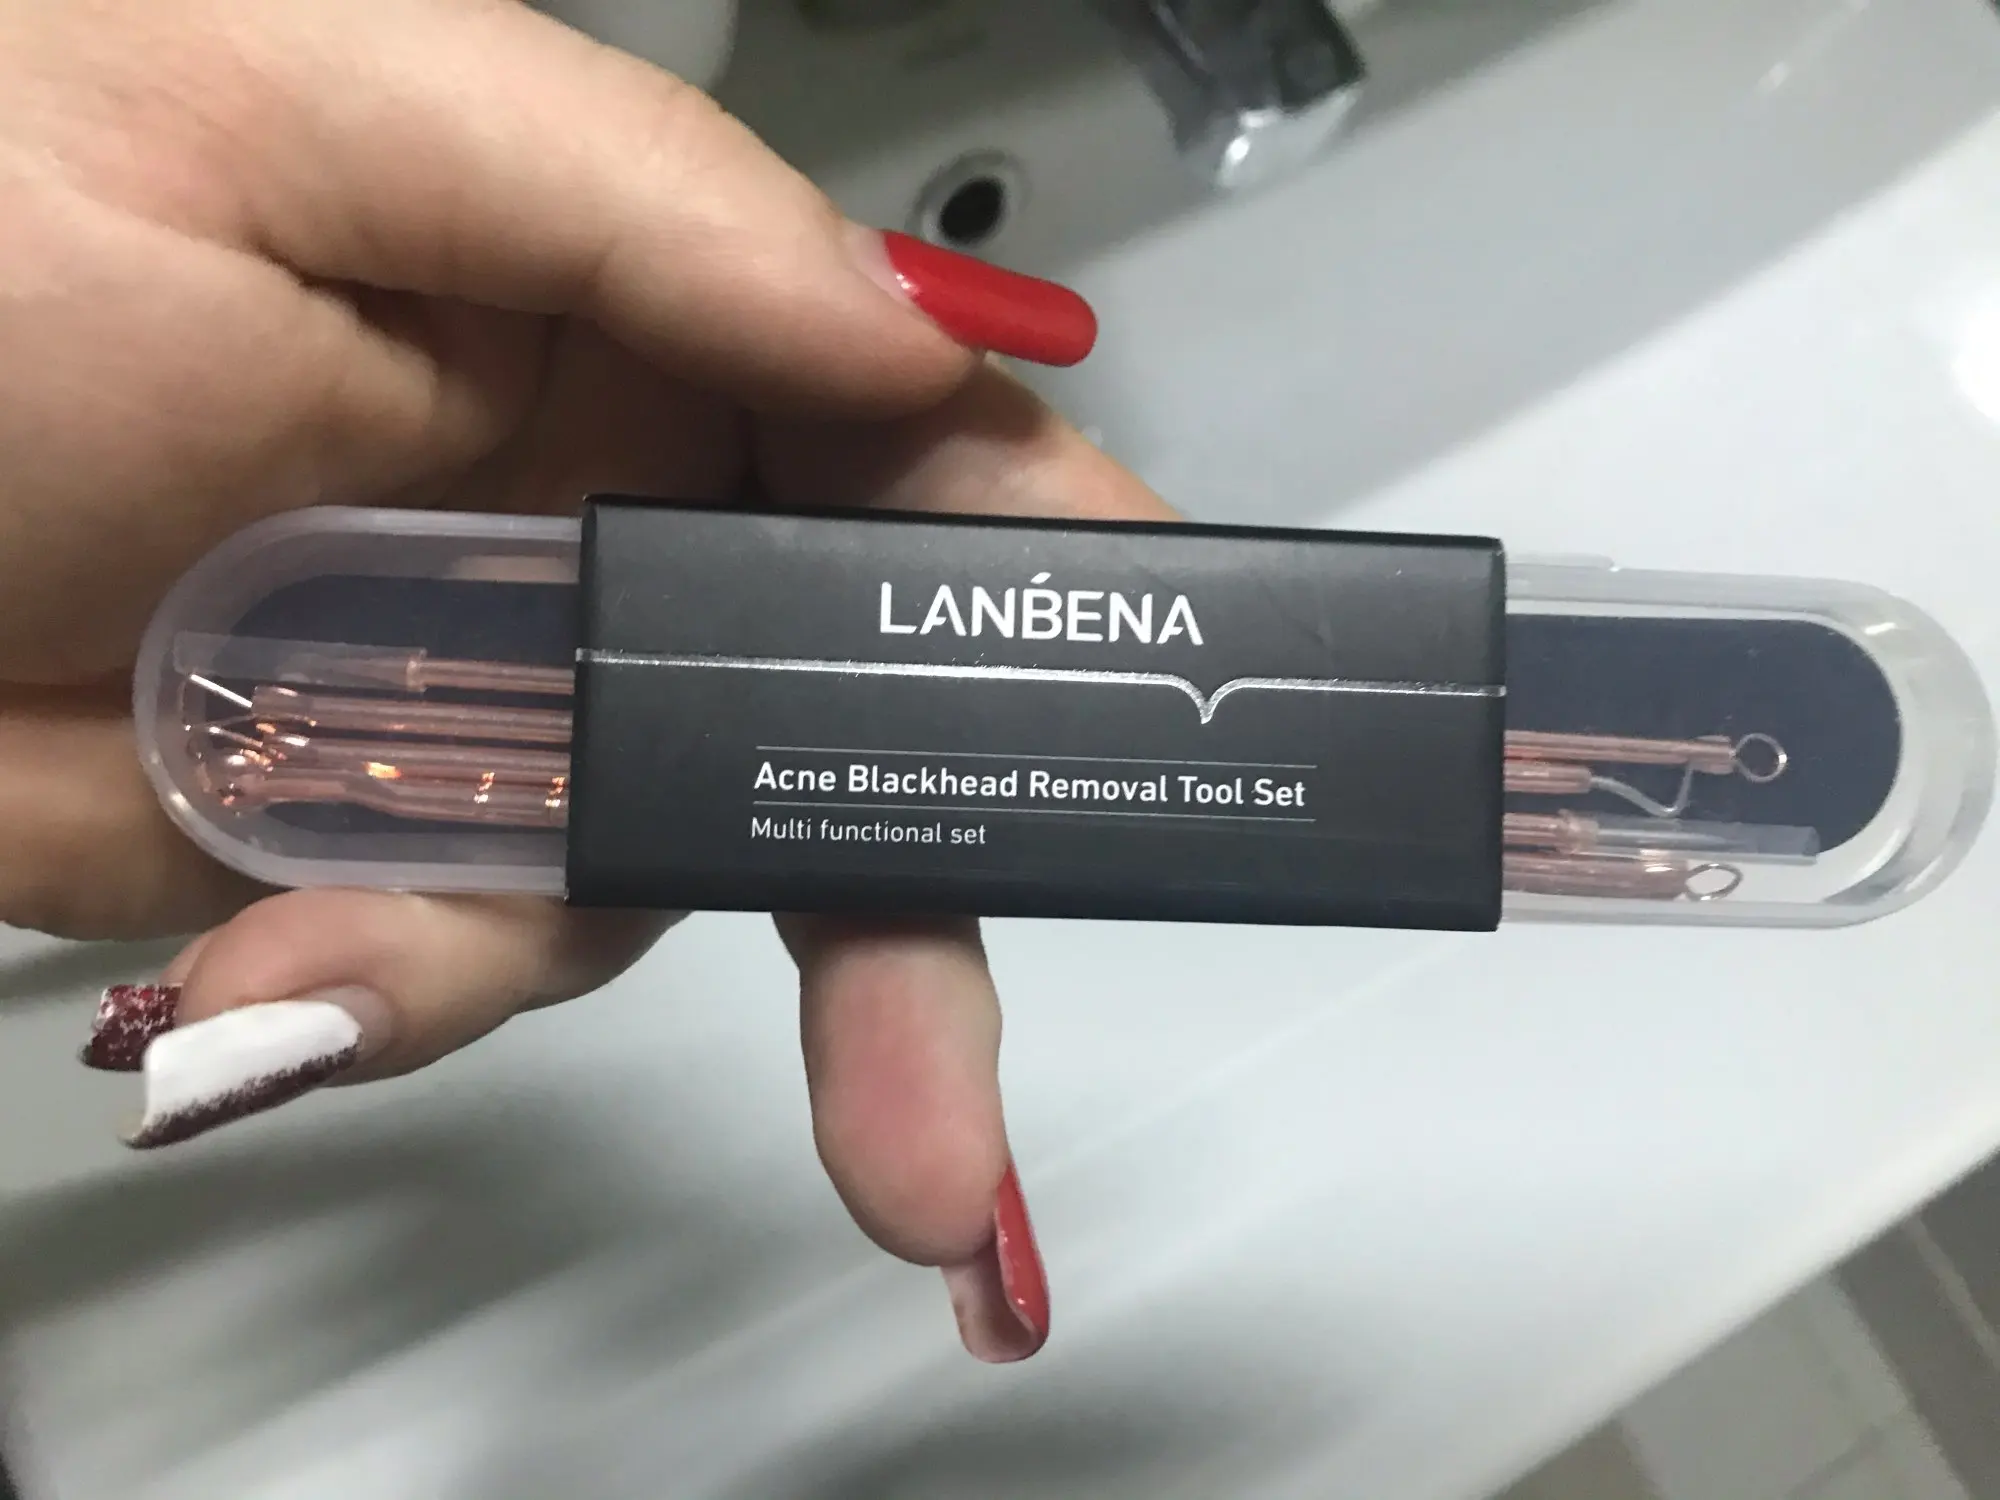 LANBENA
Acne Blackhead Removal Tool Set
Multi functional set